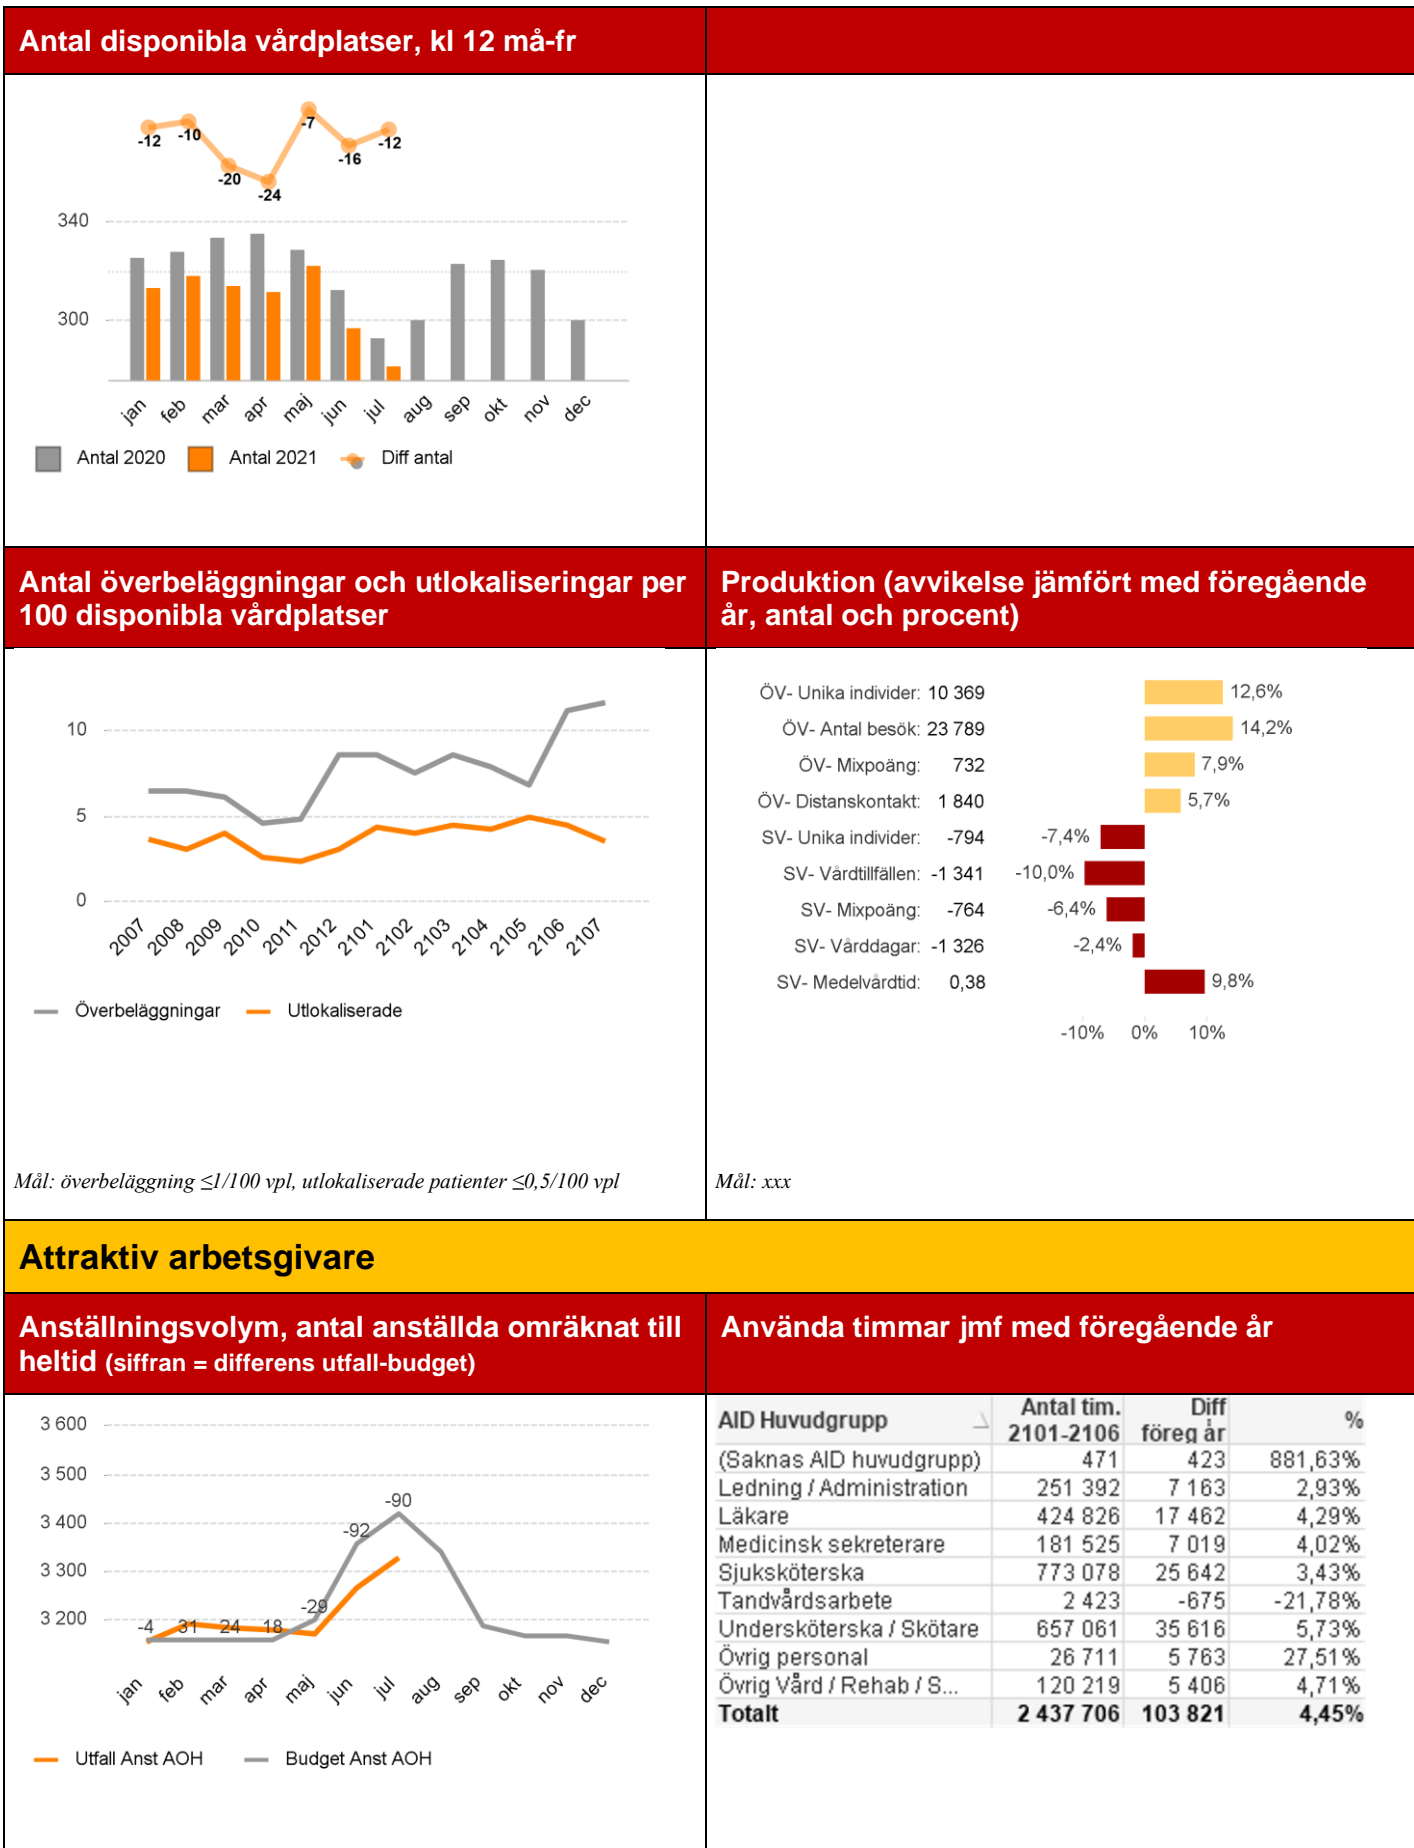 Antal disponibla vårdplatser, kl 12 må-fr
-12
-10
-20
-24
-7
-16
-12
340
300
jan feb mar apr maj jun jul aug sep okt nov dec
Antal 2020 Antal 2021 Diff antal
Antal överbeläggningar och utlokaliseringar per
100 disponibla vårdplatser
10
5
0
2007 2008 2009 2010 2011 2012 2101 2102 2103 2104 2105 2106 2107
Överbeläggningar Utlokaliserade
Mål: överbeläggning ≤1/100 vpl, utlokaliserade patienter ≤0,5/100 vpl
Produktion (avvikelse jämfört med föregående
år, antal och procent)
ÖV- Unika individer: 10 369 12,6%
ÖV- Antal besök: 23 789 14,2%
ÖV- Mixpoäng: 732 7,9%
ÖV- Distanskontakt: 1 840 5,7%
SV- Unika individer: -794 -7,4%
SV- Vårdtillfällen: -1 341 -10,0%
SV- Mixpoäng: -764 -6,4%
SV- Vårddagar: -1 326 -2,4%
SV- Medelvårdtid: 0,38 9,8%
-10% 0% 10%
Mål: xxx
Attraktiv arbetsgivare
Anställningsvolym, antal anställda omräknat till
heltid (siffran = differens utfall-budget)
3 600
3 500
3 400
3 300
3 200
-4 31 24 18 -29 -92 -90
jan feb mar apr maj jun jul aug sep okt nov dec
Utfall Anst AOH Budget Anst AOH
Använda timmar jmf med föregående år
AID Huvudgrupp Antal tim. 2101-2106 Diff föreg år %
(Saknas AID huvudgrupp) 471 423 881,63%
Ledning / Administration 251 392 7 163 2,93%
Läkare 424 826 17 462 4,29%
Medicinsk sekreterare 181 525 7 019 4,02%
Sjuksköterska 773 078 25 642 3,43%
Tandvårdsarbete 2 423 -675 -21,78%
Undersköterska / Skötare 657 061 35 616 5,73%
Övrig personal 26 711 5 763 27,51%
Övrig Vård / Rehab / S... 120 219 5 406 4,71%
Totalt 2 437 706 103 821 4,45%